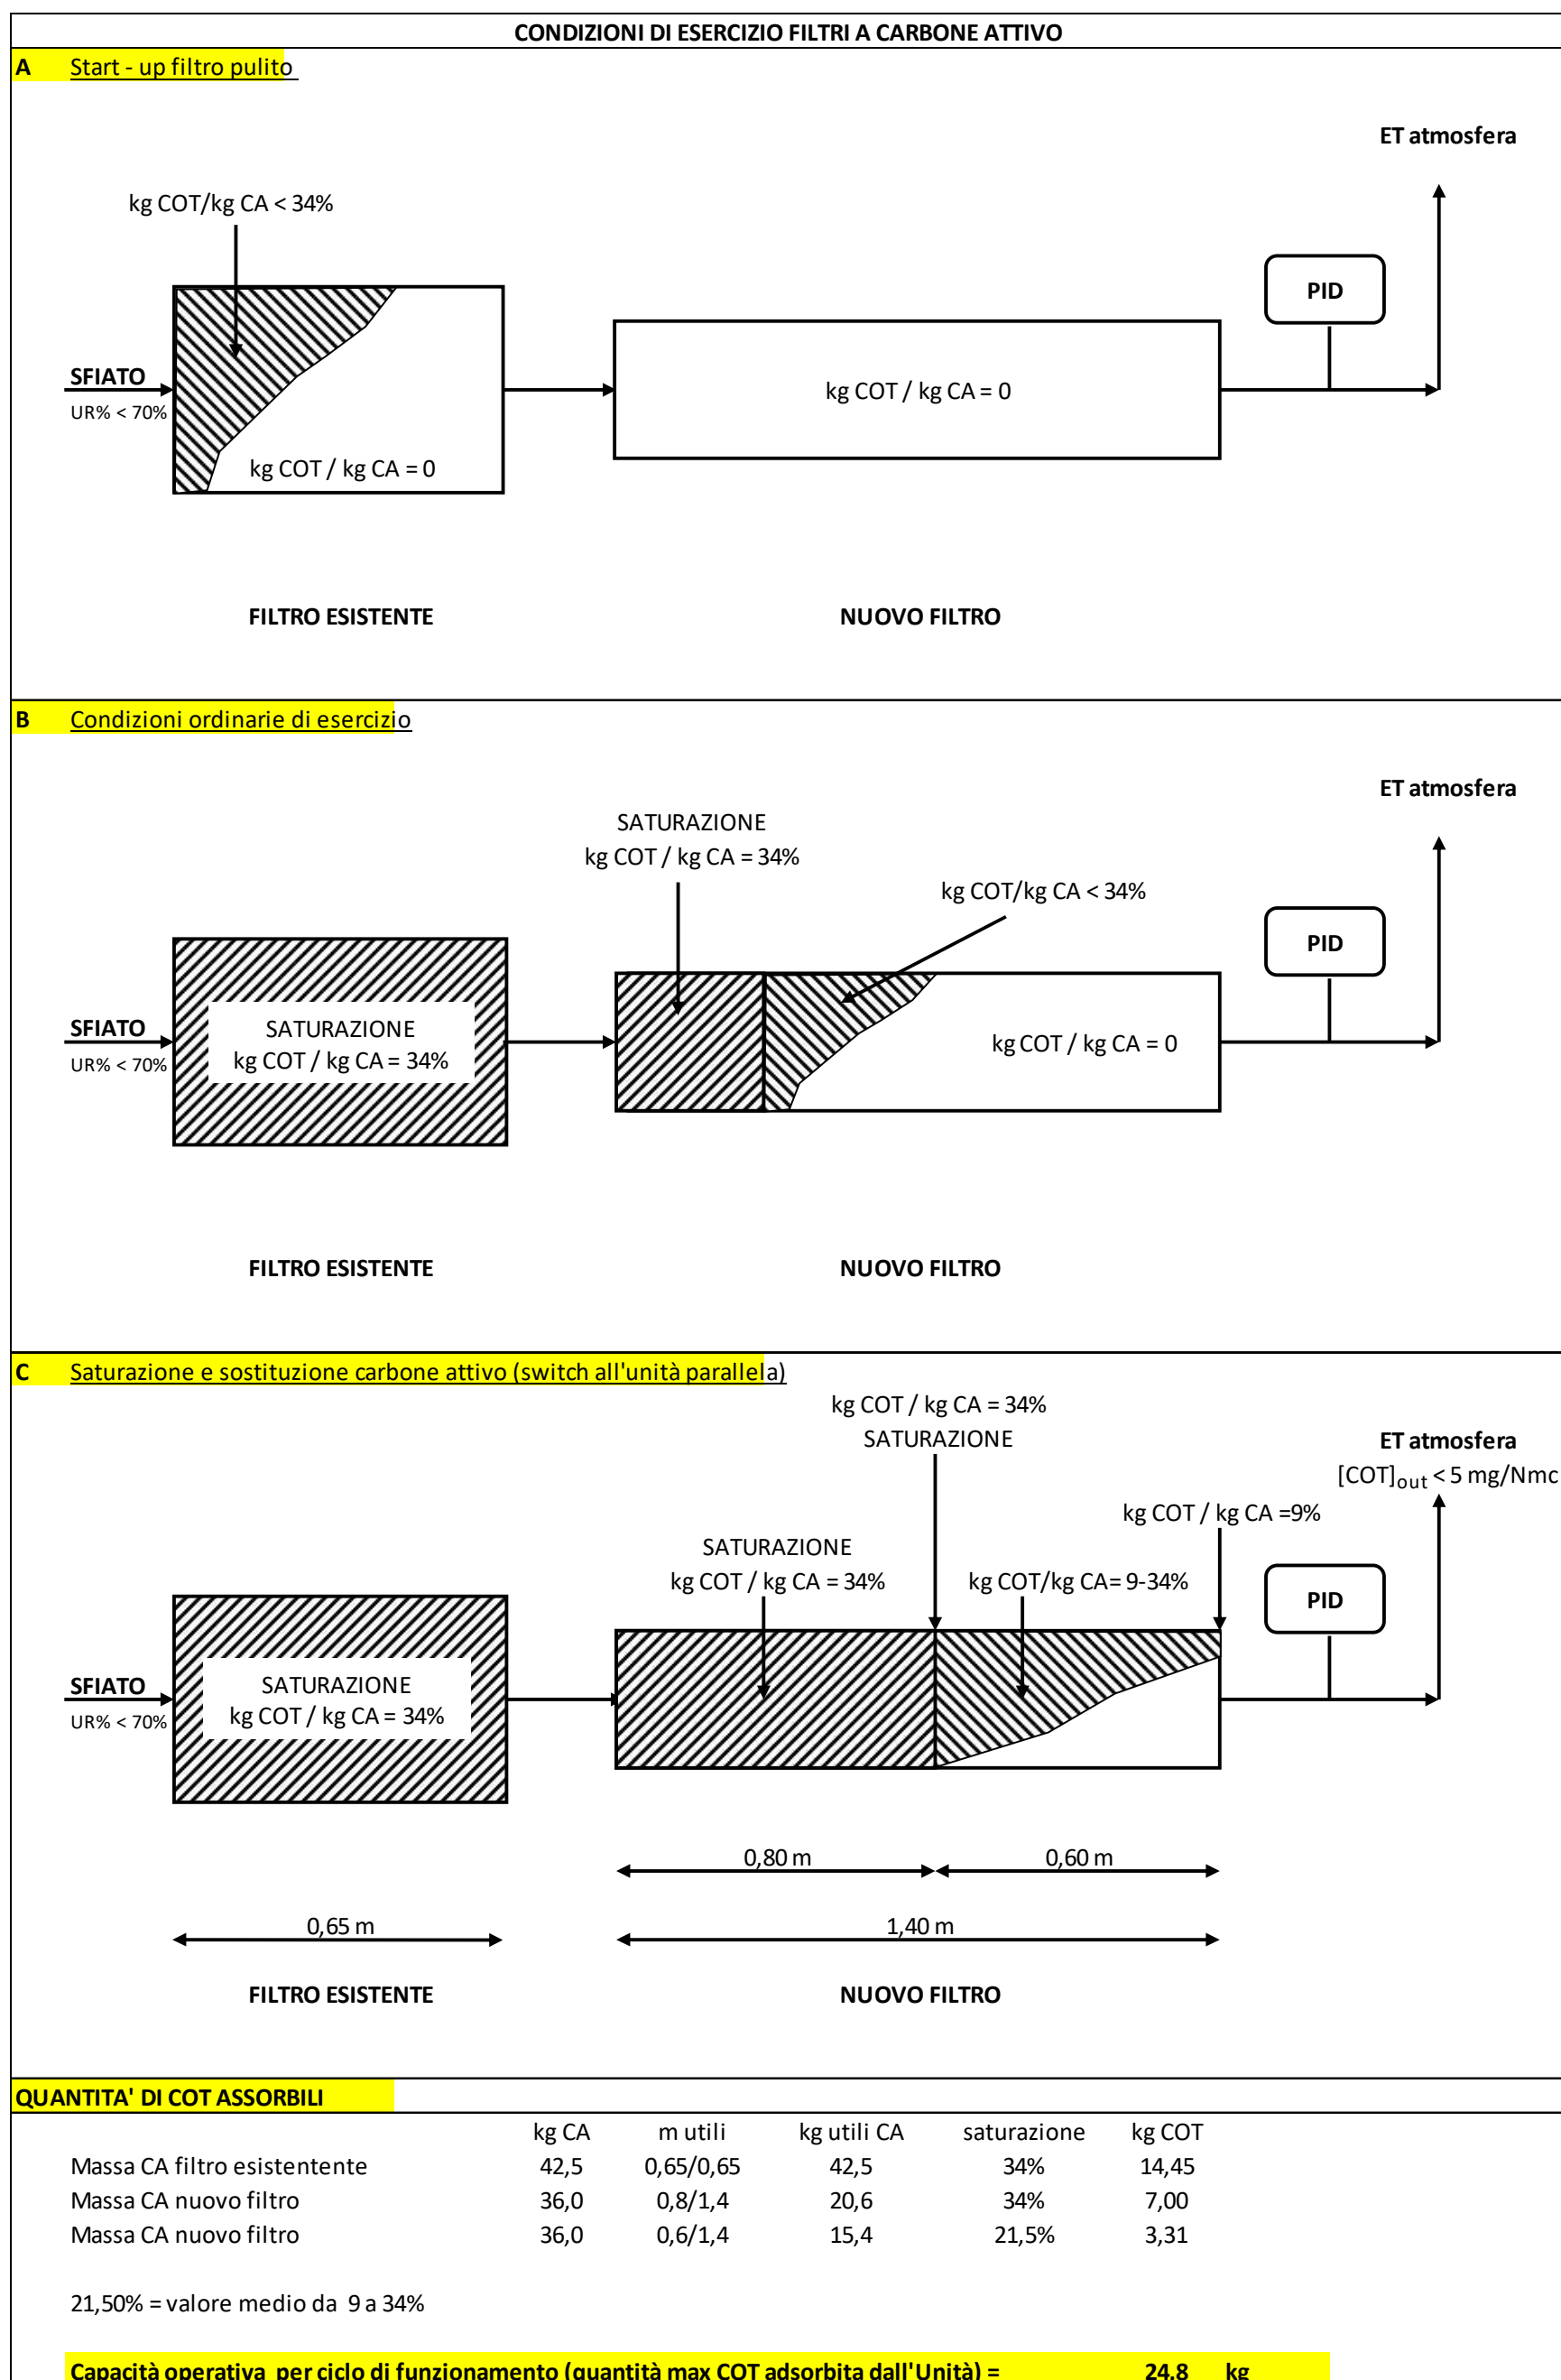 CONDIZIONI DI ESERCIZIO FILTRI A CARBONE ATTIVO
A Start - up filtro pulito
ET atmosfera
kg COT/kg CA < 34%
PID
SFIATO
UR% < 70%
kg COT / kg CA = 0
kg COT / kg CA = 0
FILTRO ESISTENTE NUOVO FILTRO
B Condizioni ordinarie di esercizio
ET atmosfera
SATURAZIONE
kg COT / kg CA = 34%
kg COT/kg CA < 34%
PID
SFIATO
UR% < 70%
SATURAZIONE
kg COT / kg CA = 34%
kg COT / kg CA = 0
FILTRO ESISTENTE NUOVO FILTRO
C Saturazione e sostituzione carbone attivo (switch all'unità parallela)
kg COT / kg CA = 34%
SATURAZIONE
ET atmosfera
[COT]out < 5 mg/Nmc
kg COT / kg CA =9%
SATURAZIONE
kg COT / kg CA = 34%
kg COT/kg CA= 9-34%
PID
SFIATO
UR% < 70%
SATURAZIONE
kg COT / kg CA = 34%
0,80 m 0,60 m
0,65 m 1,40 m
FILTRO ESISTENTE NUOVO FILTRO
QUANTITA' DI COT ASSORBILI
kg CA m utili kg utili CA saturazione kg COT
Massa CA filtro esistentente 42,5 0,65/0,65 42,5 34% 14,45
Massa CA nuovo filtro 36,0 0,8/1,4 20,6 34% 7,00
Massa CA nuovo filtro 36,0 0,6/1,4 15,4 21,5% 3,31
21,50% = valore medio da 9 a 34%
Capacità operativa per ciclo di funzionamento (quantità max COT adsorbita dall'Unità) = 24,8 kg